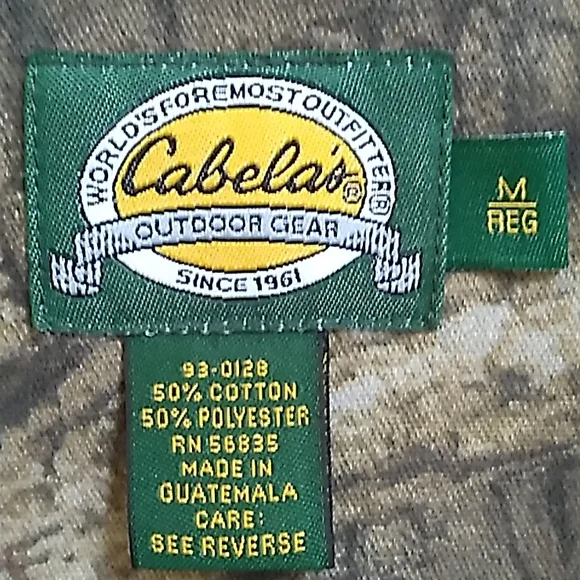 WORLD'S FOREMOST OUTFITTER®
Cabela's®
OUTDOOR GEAR
SINCE 1961
M
REG
93-0128
50% COTTON
50% POLYESTER
RN 56835
MADE IN
GUATEMALA
CARE:
SEE REVERSE